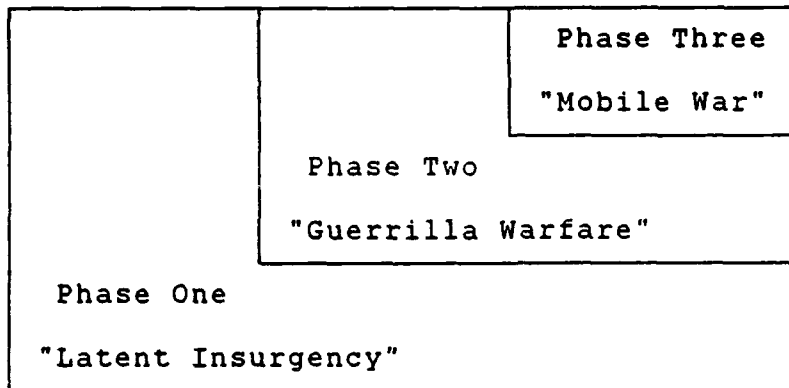 Phase Three
"Mobile War"
Phase Two
"Guerrilla Warfare"
Phase One
"Latent Insurgency"